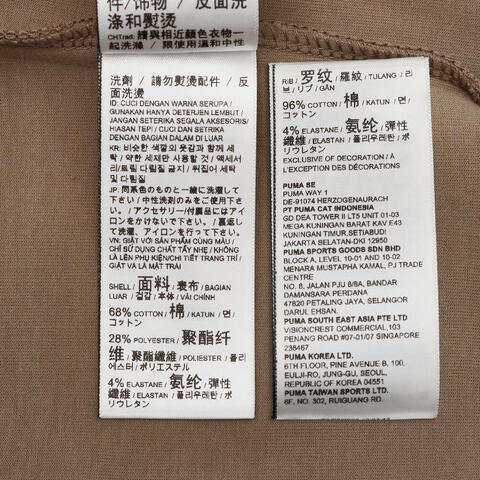 件/饰物 / 反面洗
涤和熨烫
CHTrad: 請與相近顏色衣物一
起洗滌 / 限使用溫和中性
洗劑 / 請勿熨燙配件 / 反
面洗燙
ID: CUCI DENGAN WARNA SERUPA /
GUNAKAN HANYA DETERJEN LEMBUT /
JANGAN SETERIKA SEGALA AKSESORIS/
HIASAN TEPI / CUCI DAN SETRIKA
DENGAN BAGIAN DALAM DI LUAR
KR: 비슷한 색깔의 옷감과 함께 세
탁 / 약한 세제만 사용할 것 / 액세서
리/트림 다림질 금지 / 뒤집어 세탁
및 다림질
JP: 同系色のものと一緒に洗濯して
下さい / 中性洗剤のみをご使用下さ
い。 / アクセサリー/付属品にはアイ
ロンをかけないで下さい。 / 裏返し
て洗濯、アイロンを行って下さい。
VN: GIẶT VỚI SẢN PHẨM CÙNG MÀU /
CHỈ SỬ DỤNG CHẤT TẨY NHẸ / KHÔNG
LÀ LÊN PHỤ KIỆN/CHI TIẾT TRANG TRÍ /
GIẶT VÀ LÀ MẶT TRÁI
SHELL / 面料 / 表布 / BAGIAN
LUAR / 겉감 / 本体 / VẢI CHÍNH
68% COTTON / 棉 / KATUN / 면 /
コットン
28% POLYESTER / 聚酯纤
维 / 聚酯纖維 / POLIESTER / 폴리
에스터 / ポリエステル
4% ELASTANE / 氨纶 / 彈性
纖維 / ELASTAN / 폴리우레탄 / ポ
リウレタン
RIB / 罗纹 / 羅紋 / TULANG / 리
브 / リブ / GÂN
96% COTTON / 棉 / KATUN / 면 /
コットン
4% ELASTANE / 氨纶 / 彈性
纖維 / ELASTAN / 폴리우레탄 / ポ
リウレタン
EXCLUSIVE OF DECORATION / À
L'EXCEPTION DES DÉCORATIONS
PUMA SE
PUMA WAY 1
DE-91074 HERZOGENAURACH
PT PUMA CAT INDONESIA
GD DEA TOWER II LT5 UNIT 01-03
MEGA KUNINGAN BARAT KAV E43
KUNINGAN TIMUR,SETIABUDI
JAKARTA SELATAN-DKI 12950
PUMA SPORTS GOODS SDN BHD
BLOCK A, LEVEL 10-01 AND 10-02
MENARA MUSTAPHA KAMAL, PJ TRADE
CENTRE
NO. 8, JALAN PJU 8/8A, BANDAR
DAMANSARA PERDANA
47820 PETALING JAYA, SELANGOR
DARUL EHSAN.
PUMA SOUTH EAST ASIA PTE LTD
VISIONCREST COMMERCIAL,103
PENANG ROAD #07-01/03 SINGAPORE
238467
PUMA KOREA LTD.
6TH FLOOR, PINE AVENUE B, 100,
EULJI-RO, JUNG-GU, SEOUL,
REPUBLIC OF KOREA 04551
PUMA TAIWAN SPORTS LTD.
8F. NO. 302, RUIGUANG RD.